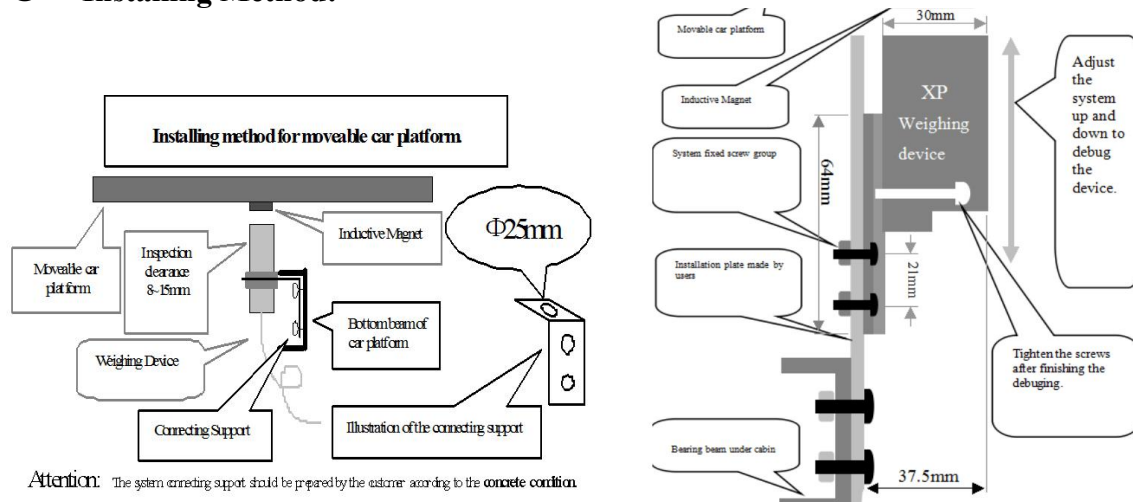 Installing Method:
Installing method for moveable car platform.
Moveable car
platform
Inspection
clearance
8~15mm
Inductive Magnet
Φ25mm
Weighing Device
Bottom beam of
car platform
Connecting Support
Illustration of the connecting support
Attention: The system connecting support should be prepared by the customer according to the concrete condition.
Movable car platform
Inductive Magnet
System fixed screw
group
Installation plate made by
users
Bearing beam under cabin
30mm
XP
Weighing
device
64mm
21mm
37.5mm
Adjust
the
system
up and
down to
debug
the
device.
Tighten the screws
after finishing the
debuging.